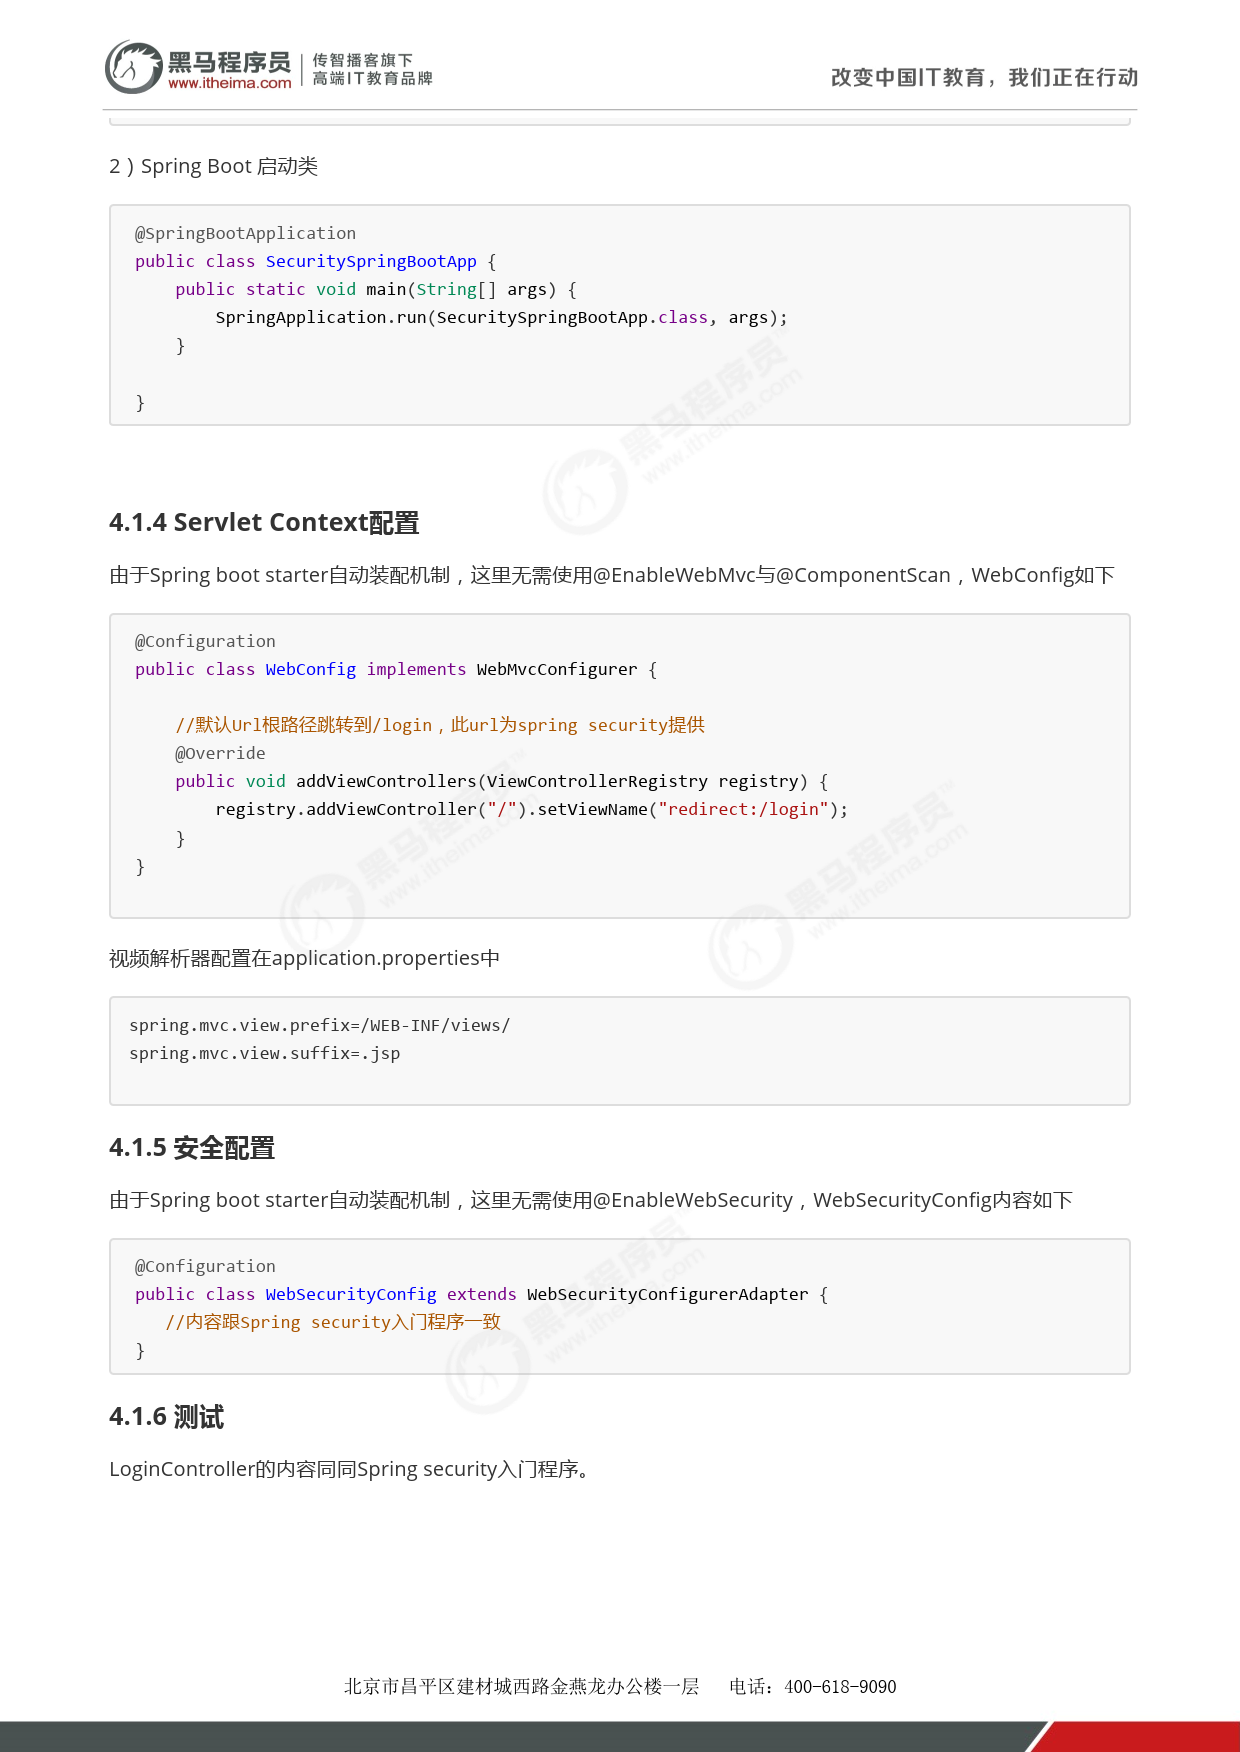 黑马程序员
www.itheima.com
传智播客旗下
高端IT教育品牌
改变中国IT教育，我们正在行动
2）Spring Boot 启动类
@SpringBootApplication
public class SecuritySpringBootApp {
    public static void main(String[] args) {
        SpringApplication.run(SecuritySpringBootApp.class, args);
    }
}
4.1.4 Servlet Context配置
由于Spring boot starter自动装配机制，这里无需使用@EnableWebMvc与@ComponentScan，WebConfig如下
@Configuration
public class WebConfig implements WebMvcConfigurer {
    //默认Url根路径跳转到/login，此url为spring security提供
    @Override
    public void addViewControllers(ViewControllerRegistry registry) {
        registry.addViewController("/").setViewName("redirect:/login");
    }
}
视频解析器配置在application.properties中
spring.mvc.view.prefix=/WEB-INF/views/
spring.mvc.view.suffix=.jsp
4.1.5 安全配置
由于Spring boot starter自动装配机制，这里无需使用@EnableWebSecurity，WebSecurityConfig内容如下
@Configuration
public class WebSecurityConfig extends WebSecurityConfigurerAdapter {
   //内容跟Spring security入门程序一致
}
4.1.6 测试
LoginController的内容同同Spring security入门程序。
北京市昌平区建材城西路金燕龙办公楼一层 电话：400-618-9090